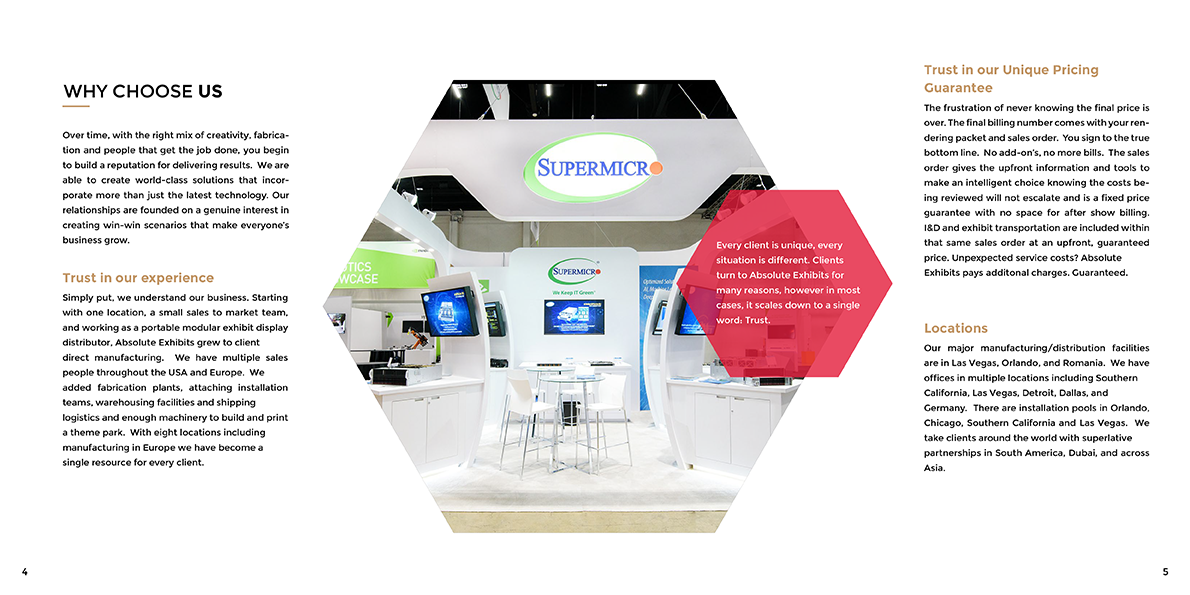 WHY CHOOSE US
Over time, with the right mix of creativity, fabrica-
tion and people that get the job done, you begin
to build a reputation for delivering results. We are
able to create world-class solutions that incor-
porate more than just the latest technology. Our
relationships are founded on a genuine interest in
creating win-win scenarios that make everyone's
business grow.
Trust in our experience
Simply put, we understand our business. Starting
with one location, a small sales to market team,
and working as a portable modular exhibit display
distributor, Absolute Exhibits grew to client
direct manufacturing. We have multiple sales
people throughout the USA and Europe. We
added fabrication plants, attaching installation
teams, warehousing facilities and shipping
logistics and enough machinery to build and print
a theme park. With eight locations including
manufacturing in Europe we have become a
single resource for every client.
4
SUPERMICRO
SUPERMICRO
We Keep IT Green
Every client is unique, every
situation is different. Clients
turn to Absolute Exhibits for
many reasons, however in most
cases, it scales down to a single
word: Trust.
Trust in our Unique Pricing
Guarantee
The frustration of never knowing the final price is
over. The final billing number comes with your ren-
dering packet and sales order. You sign to the true
bottom line. No add-on's, no more bills. The sales
order gives the upfront information and tools to
make an intelligent choice knowing the costs be-
ing reviewed will not escalate and is a fixed price
guarantee with no space for after show billing.
I&D and exhibit transportation are included within
that same sales order at an upfront, guaranteed
price. Unpexpected service costs? Absolute
Exhibits pays additonal charges. Guaranteed.
Locations
Our major manufacturing/distribution facilities
are in Las Vegas, Orlando, and Romania. We have
offices in multiple locations including Southern
California, Las Vegas, Detroit, Dallas, and
Germany. There are installation pools in Orlando,
Chicago, Southern California and Las Vegas. We
take clients around the world with superlative
partnerships in South America, Dubai, and across
Asia.
5